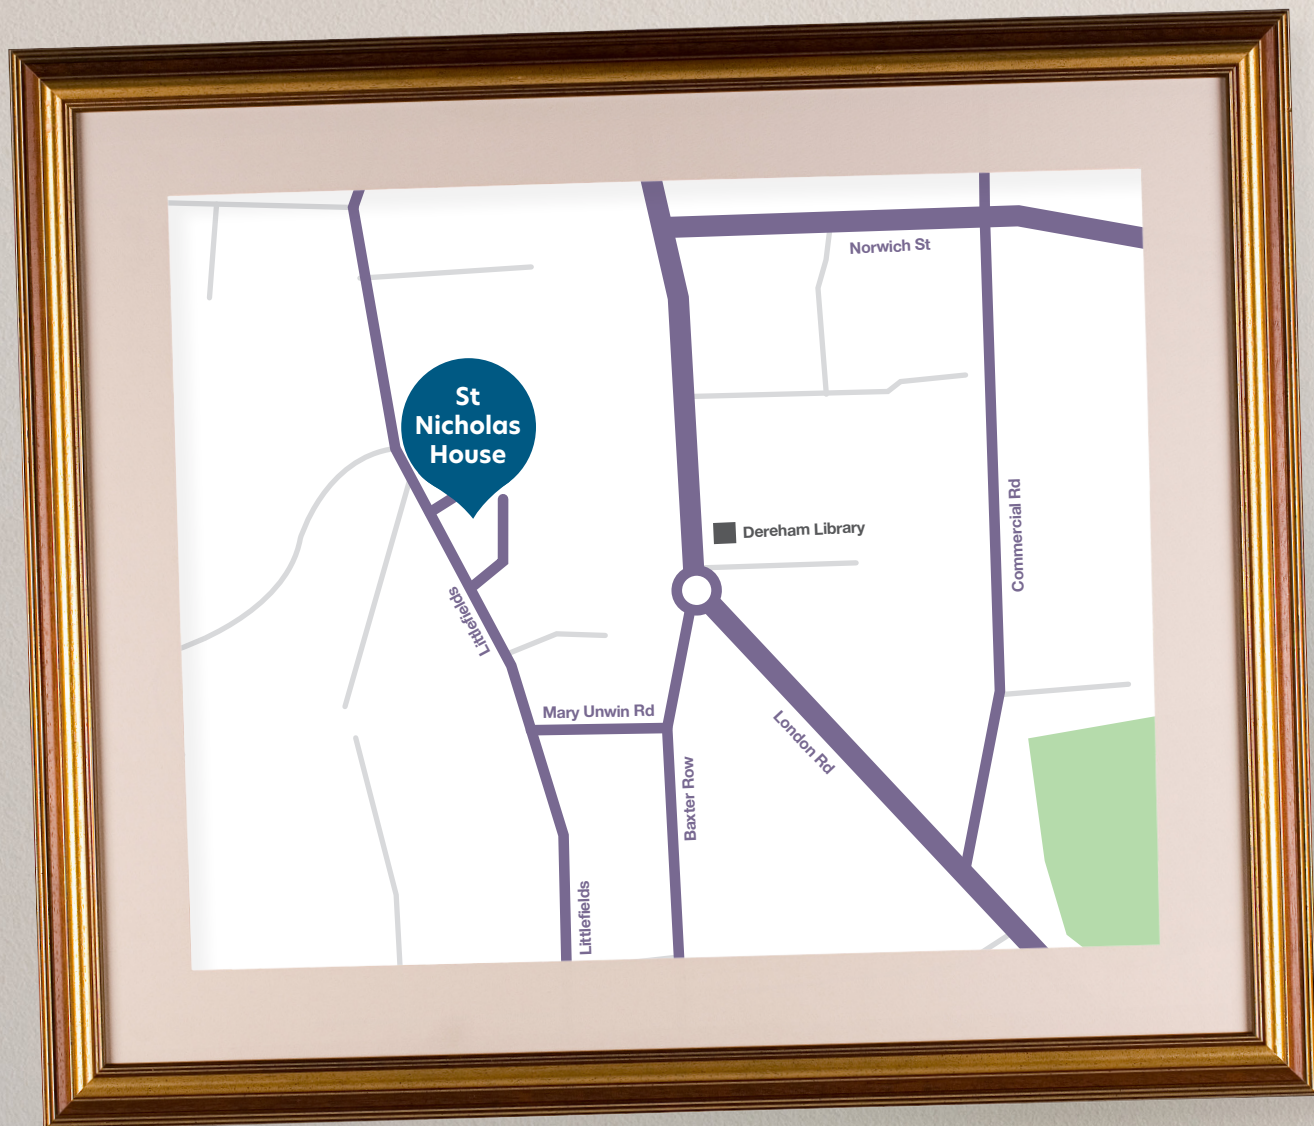 Norwich St
St
Nicholas
House
Commercial Rd
Dereham Library
Littlefields
Mary Unwin Rd
London Rd
Baxter Row
Littlefields